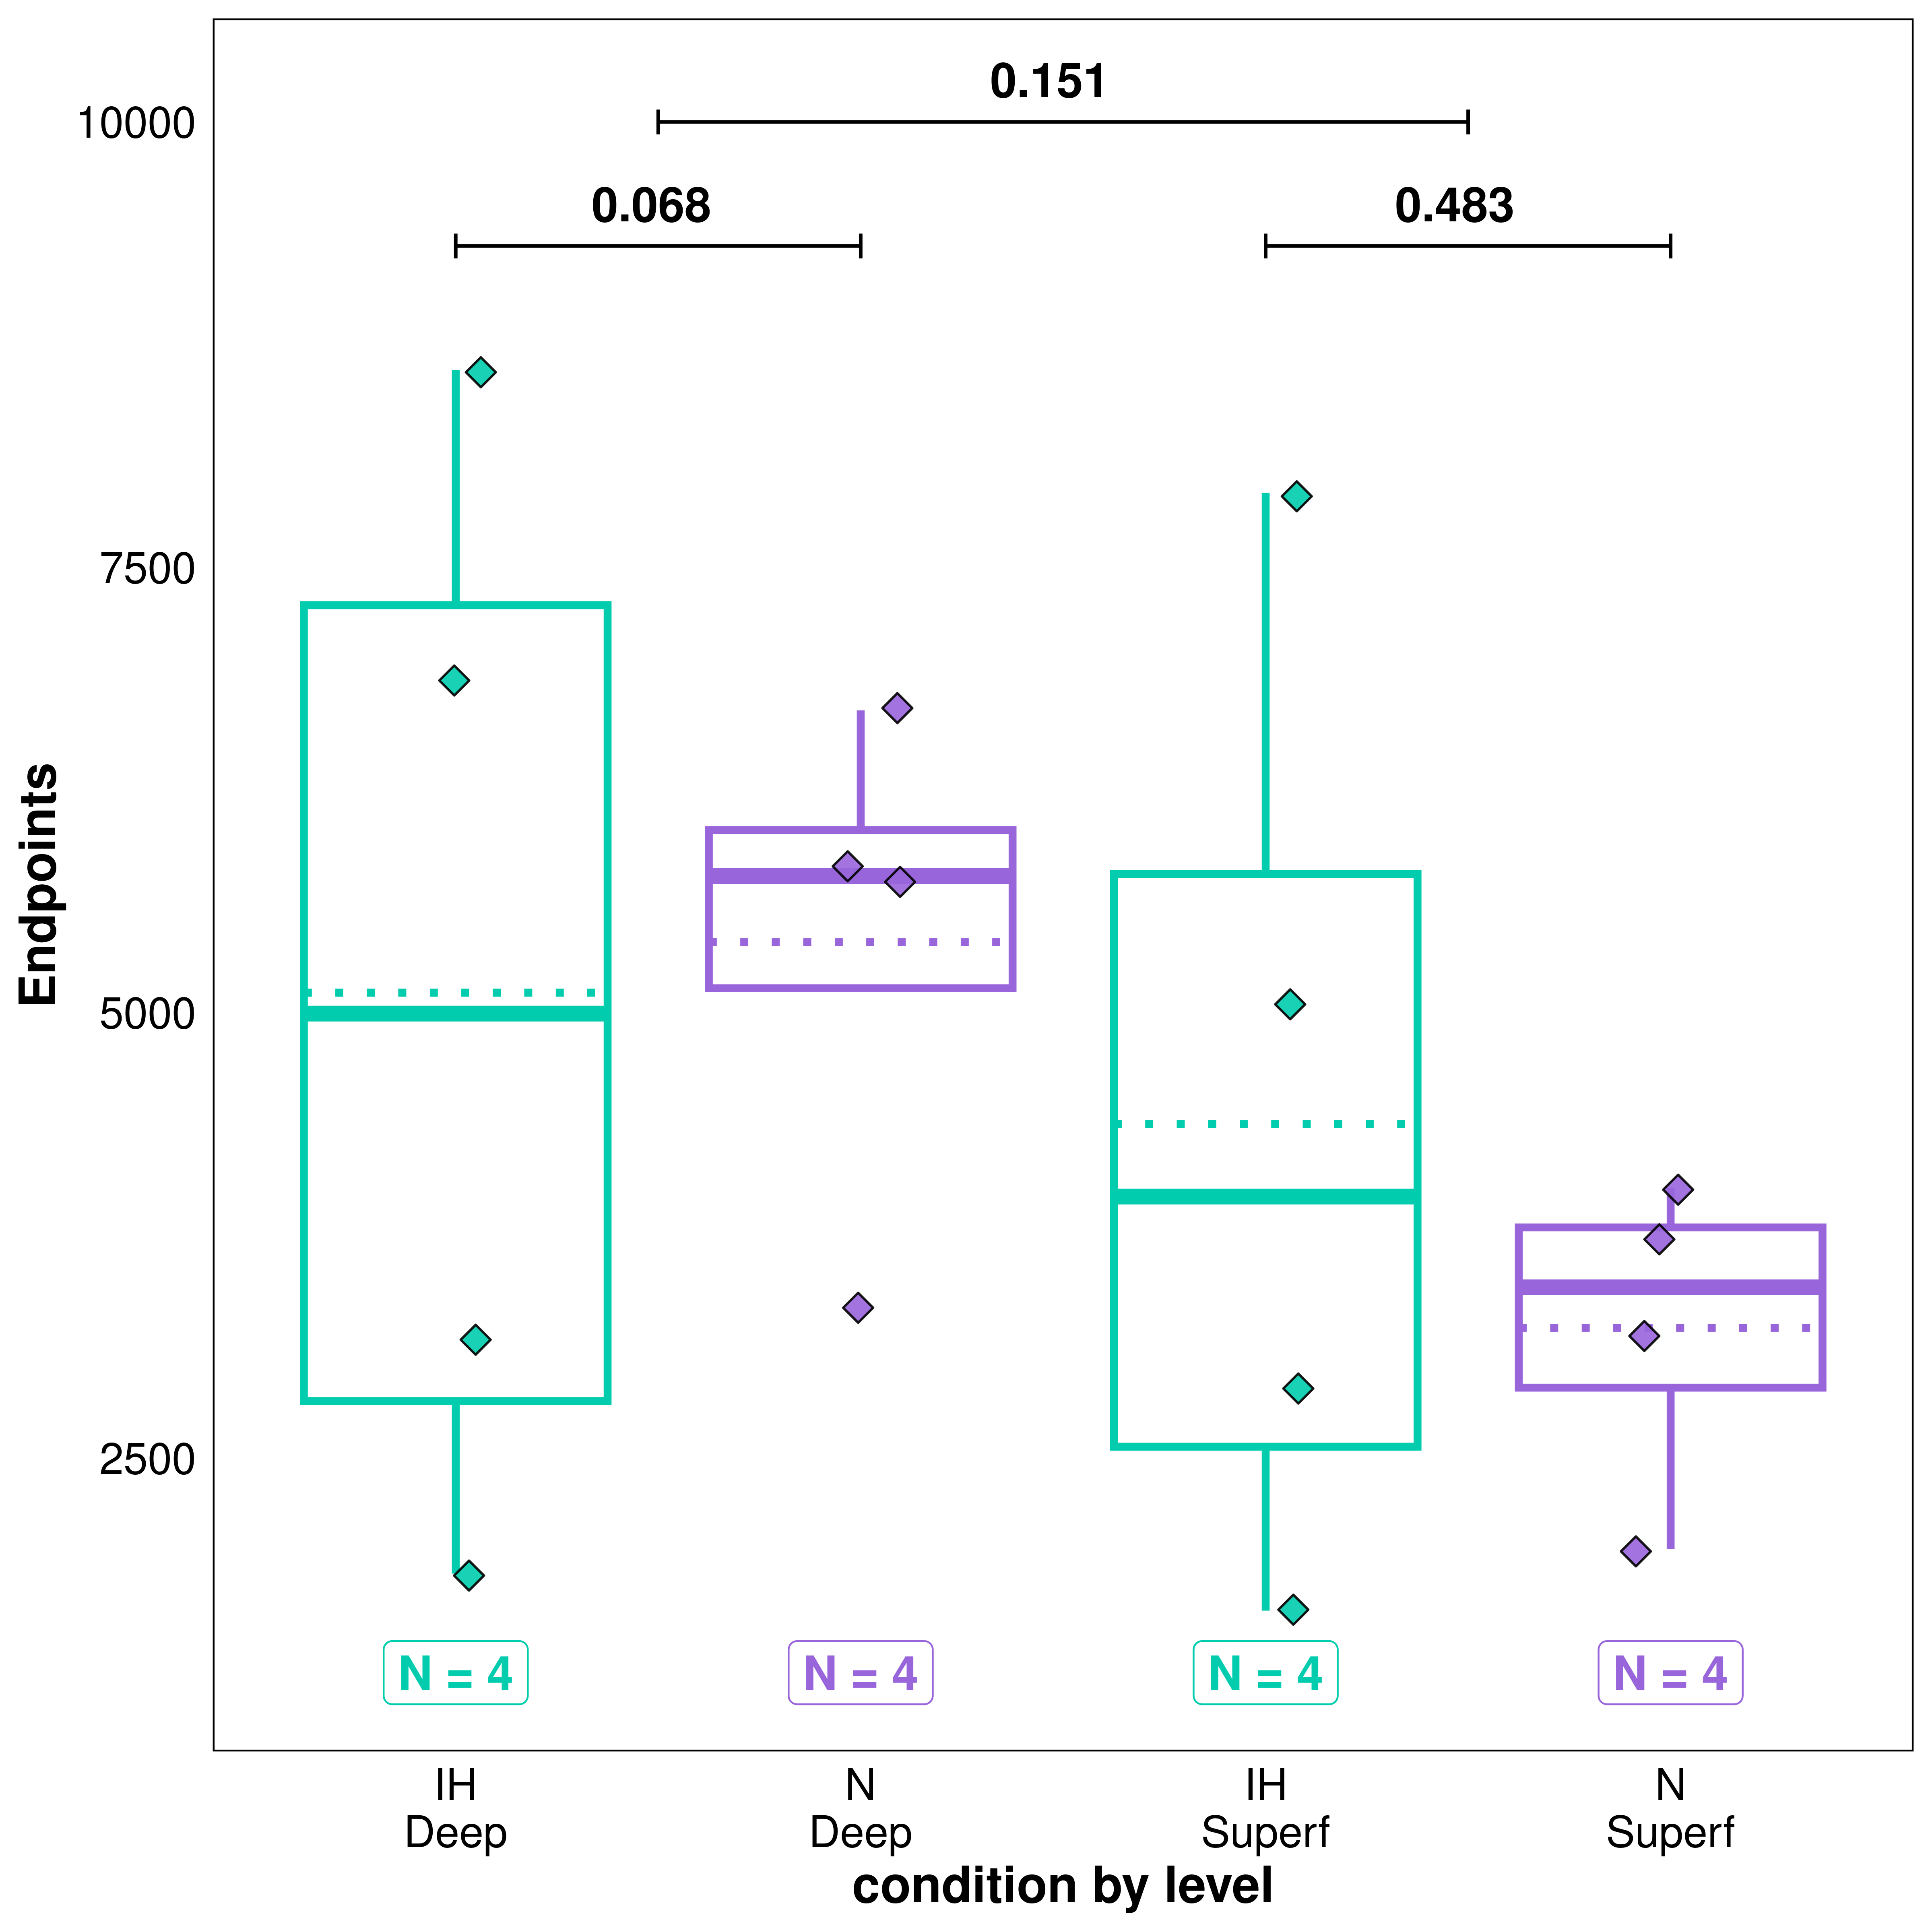 0.151
10000
0.068
0.483
7500
5000
2500
Endpoints
N = 4
N = 4
N = 4
N = 4
IH
Deep
N
Deep
IH
Superf
N
Superf
condition by level